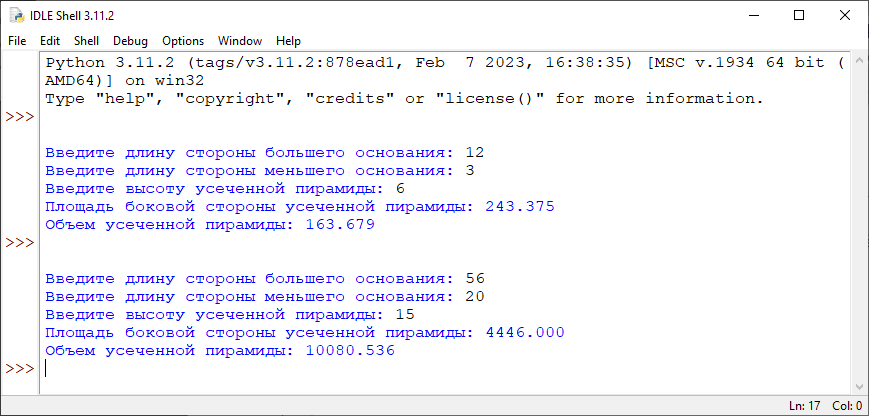 IDLE Shell 3.11.2
File Edit Shell Debug Options Window Help
Python 3.11.2 (tags/v3.11.2:878ead1, Feb  7 2023, 16:38:35) [MSC v.1934 64 bit (
AMD64)] on win32
Type "help", "copyright", "credits" or "license()" for more information.
>>>
Введите длину стороны большего основания: 12
Введите длину стороны меньшего основания: 3
Введите высоту усеченной пирамиды: 6
Площадь боковой стороны усеченной пирамиды: 243.375
Объем усеченной пирамиды: 163.679
>>>
Введите длину стороны большего основания: 56
Введите длину стороны меньшего основания: 20
Введите высоту усеченной пирамиды: 15
Площадь боковой стороны усеченной пирамиды: 4446.000
Объем усеченной пирамиды: 10080.536
>>>
Ln: 17 Col: 0